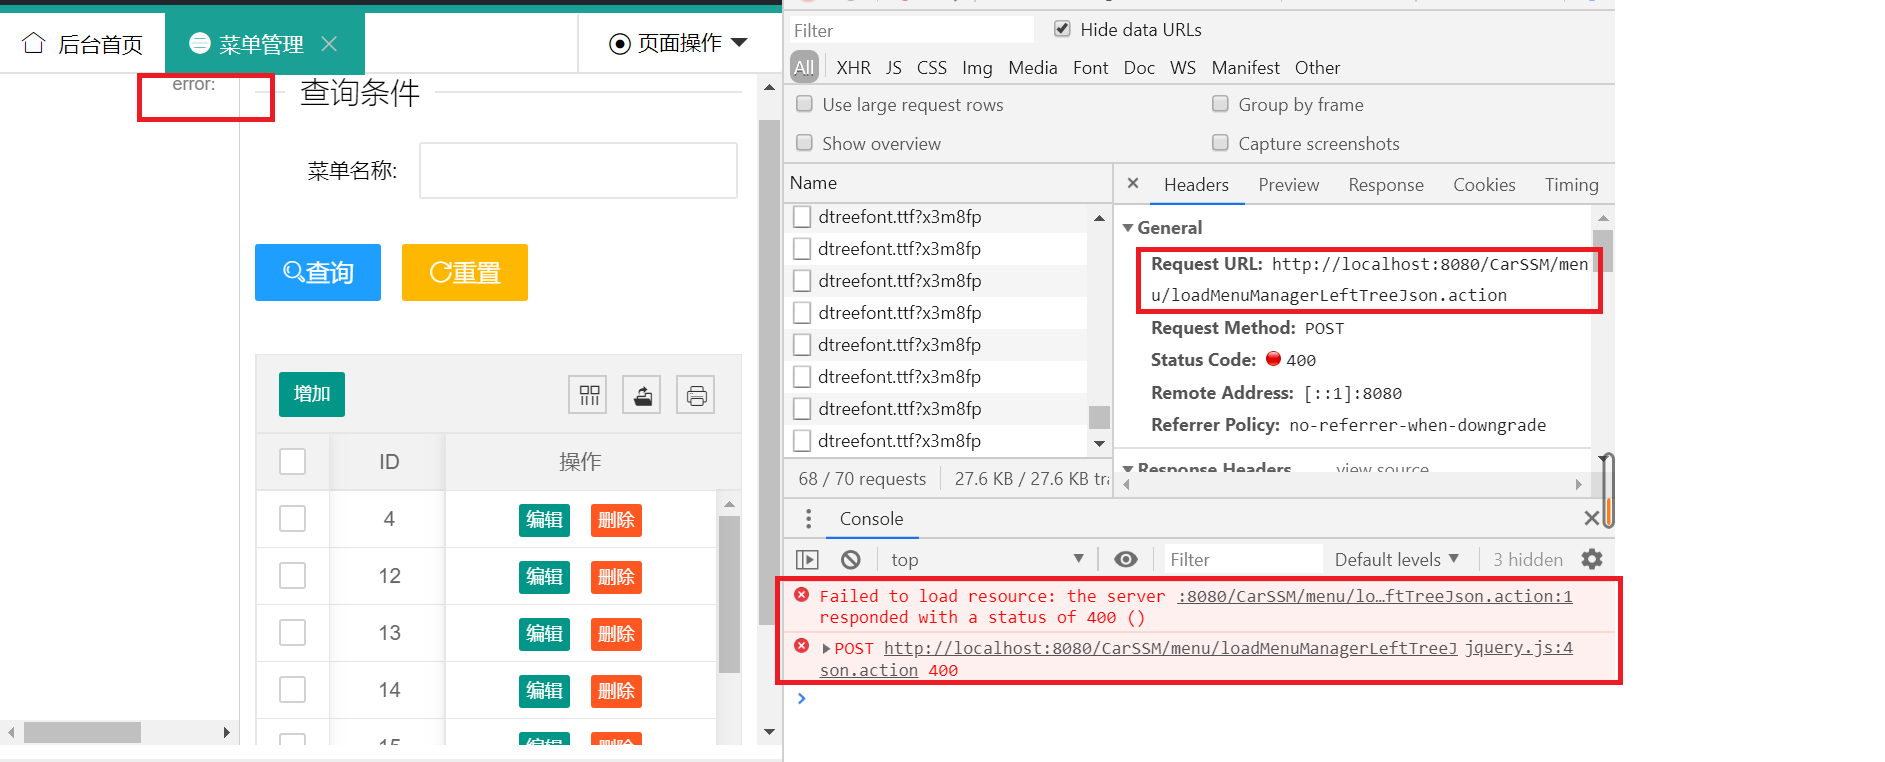 后台首页
菜单管理
页面操作
error:
查询条件
菜单名称:
查询
重置
增加
ID
操作
4
编辑
删除
12
编辑
删除
13
编辑
删除
14
编辑
删除
Filter
Hide data URLs
All
XHR
JS
CSS
Img
Media
Font
Doc
WS
Manifest
Other
Use large request rows
Group by frame
Show overview
Capture screenshots
Name
dtreefont.ttf?x3m8fp
dtreefont.ttf?x3m8fp
dtreefont.ttf?x3m8fp
dtreefont.ttf?x3m8fp
dtreefont.ttf?x3m8fp
dtreefont.ttf?x3m8fp
dtreefont.ttf?x3m8fp
dtreefont.ttf?x3m8fp
68 / 70 requests
27.6 KB / 27.6 KB tra
Headers
Preview
Response
Cookies
Timing
General
Request URL: http://localhost:8080/CarSSM/men
u/loadMenuManagerLeftTreeJson.action
Request Method: POST
Status Code: 400
Remote Address: [::1]:8080
Referrer Policy: no-referrer-when-downgrade
Response Headers
view source
Console
top
Filter
Default levels
3 hidden
Failed to load resource: the server :8080/CarSSM/menu/lo…ftTreeJson.action:1
responded with a status of 400 ()
POST http://localhost:8080/CarSSM/menu/loadMenuManagerLeftTreeJ jquery.js:4
son.action 400